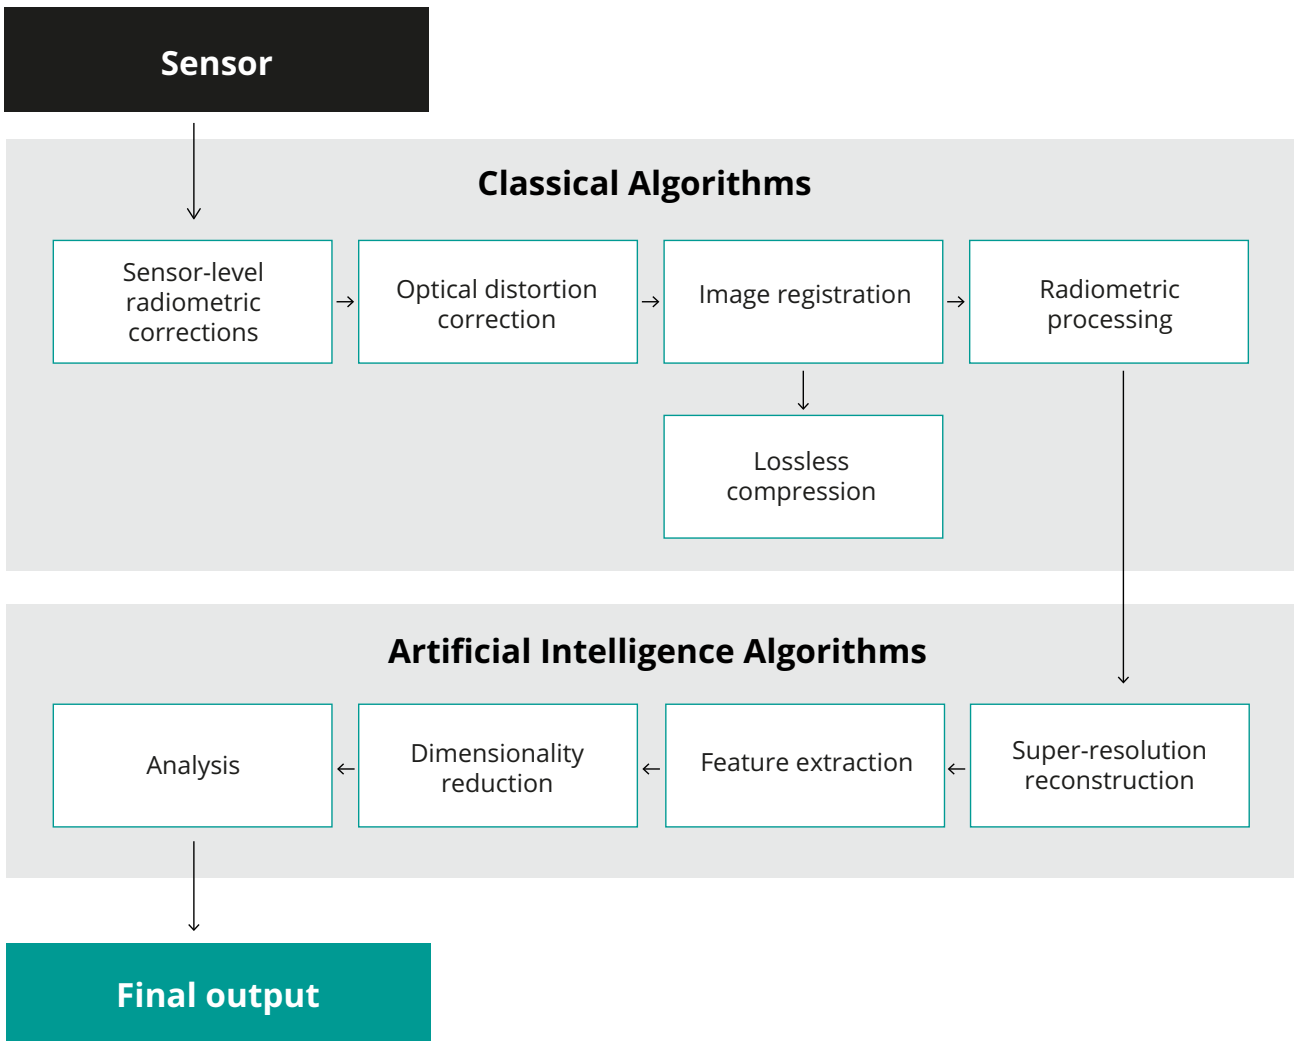 Sensor
Classical Algorithms
Sensor-level
radiometric
corrections
Optical distortion
correction
Image registration
Radiometric
processing
Lossless
compression
Artificial Intelligence Algorithms
Analysis
Dimensionality
reduction
Feature extraction
Super-resolution
reconstruction
Final output